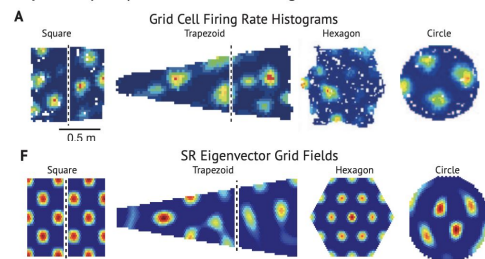 A
Grid Cell Firing Rate Histograms
Square Trapezoid Hexagon Circle
0.5 m
F
SR Eigenvector Grid Fields
Square Trapezoid Hexagon Circle